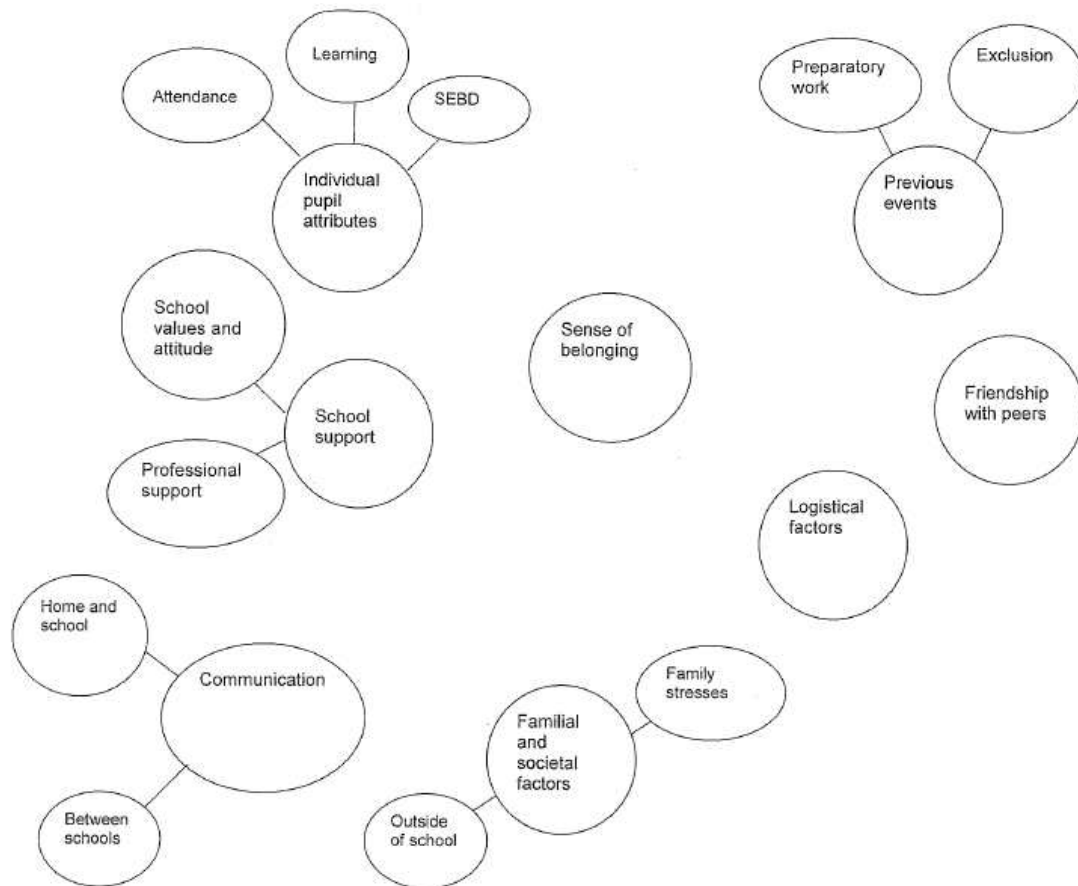 Learning
Attendance
SEBD
Individual
pupil
attributes
Preparatory
work
Exclusion
Previous
events
School
values and
attitude
School
support
Professional
support
Sense of
belonging
Friendship
with peers
Logistical
factors
Home and
school
Communication
Between
schools
Family
stresses
Familial
and
societal
factors
Outside
of school